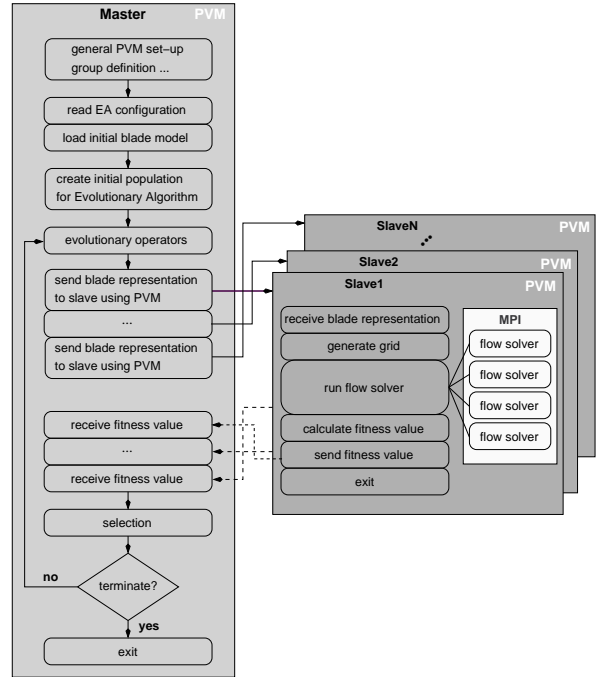 Master
PVM
general PVM set-up
group definition ...
read EA configuration
load initial blade model
create initial population
for Evolutionary Algorithm
evolutionary operators
send blade representation
to slave using PVM
...
send blade representation
to slave using PVM
receive fitness value
...
receive fitness value
selection
terminate?
no
yes
exit
SlaveN
PVM
Slave2
PVM
Slave1
PVM
receive blade representation
generate grid
run flow solver
calculate fitness value
send fitness value
exit
MPI
flow solver
flow solver
flow solver
flow solver